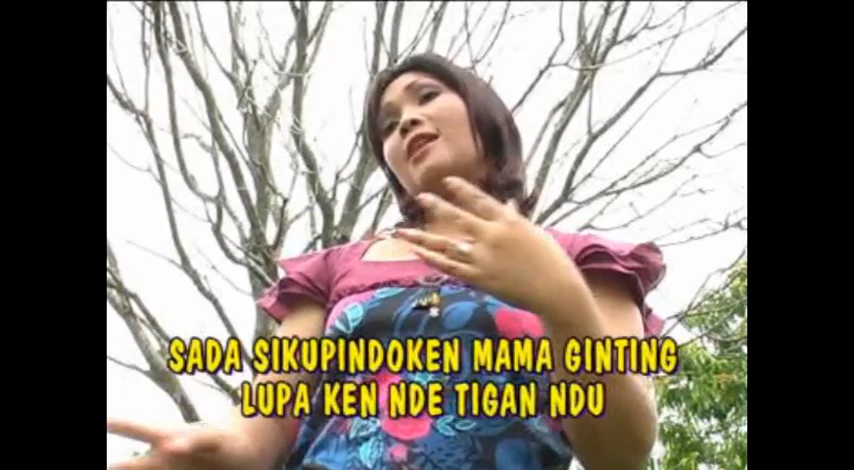 SADA SIKUPINDOKEN MAMA GINTING
LUPA KEN NDE TIGAN NDU